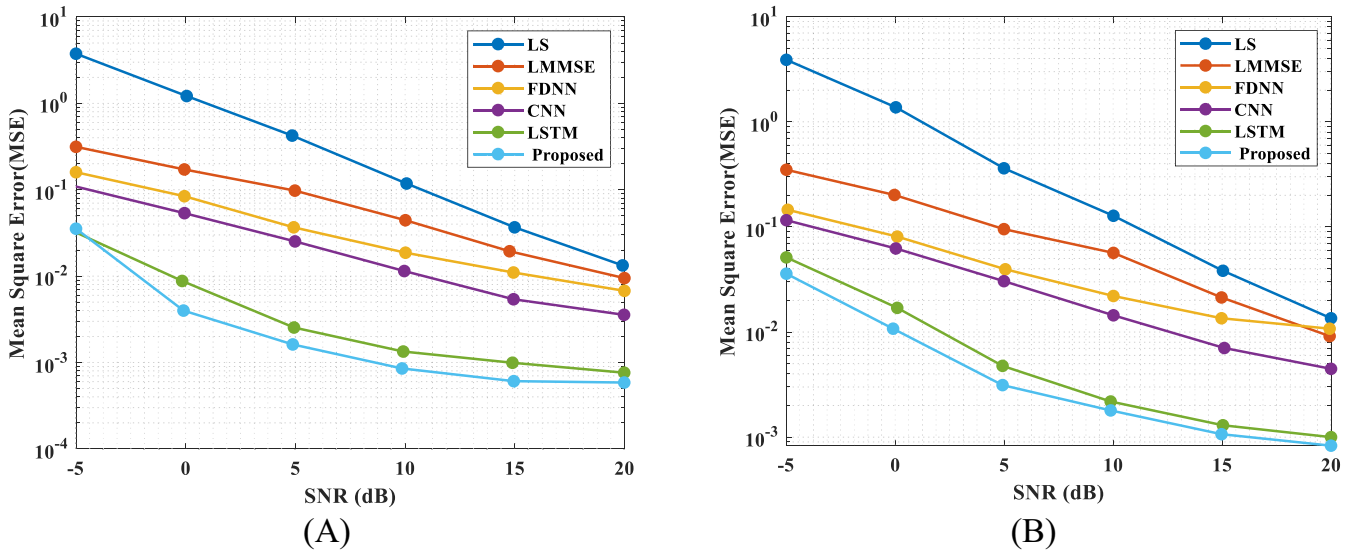 10^1
10^0
10^-1
10^-2
10^-3
10^-4
Mean Square Error(MSE)
-5 0 5 10 15 20
SNR (dB)
LS
LMMSE
FDNN
CNN
LSTM
Proposed
(A)
10^1
10^0
10^-1
10^-2
10^-3
Mean Square Error(MSE)
-5 0 5 10 15 20
SNR (dB)
LS
LMMSE
FDNN
CNN
LSTM
Proposed
(B)